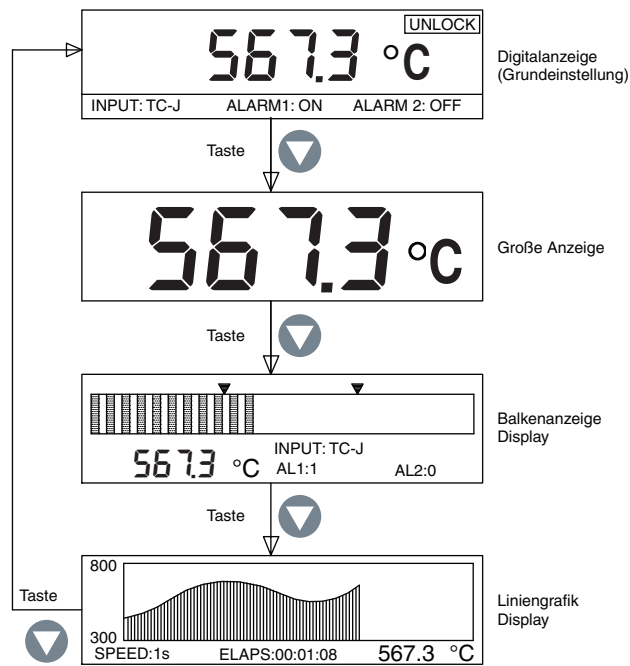 UNLOCK
567.3 °C
INPUT: TC-J ALARM1: ON ALARM 2: OFF
Digitalanzeige
(Grundeinstellung)
Taste
567.3 °C
Große Anzeige
Taste
567.3 °C
INPUT: TC-J
AL1:1 AL2:0
Balkenanzeige
Display
Taste
800
300
SPEED:1s ELAPS:00:01:08 567.3 °C
Liniengrafik
Display
Taste